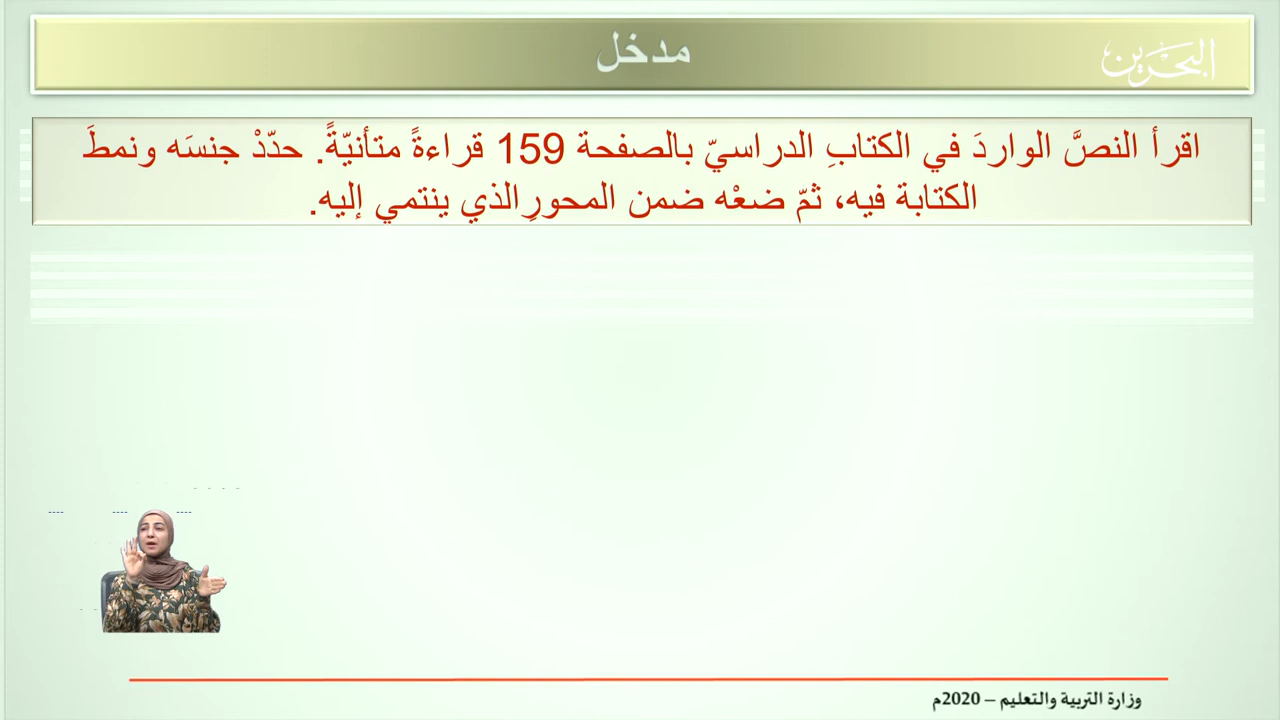 مدخل
البحرين
اقرأ النصَّ الواردَ في الكتابِ الدراسيّ بالصفحة 159 قراءةً متأنيّةً. حدّدْ جنسَه ونمطَ
الكتابة فيه، ثمّ ضعْه ضمن المحورِ الذي ينتمي إليه.
وزارة التربية والتعليم – 2020م